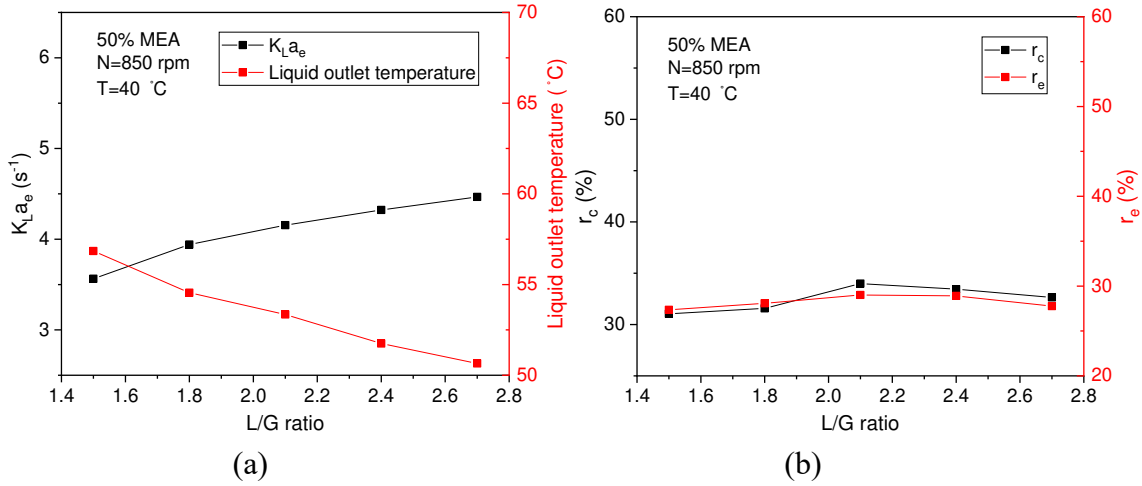 50% MEA
N=850 rpm
T=40 °C
K_La_e
Liquid outlet temperature
6
5
4
3
K_La_e (s⁻¹)
70
65
60
55
50
Liquid outlet temperature (°C)
1.4 1.6 1.8 2.0 2.2 2.4 2.6 2.8
L/G ratio
(a)
50% MEA
N=850 rpm
T=40 °C
r_c
r_e
60
50
40
30
r_c (%)
60
50
40
30
20
r_e (%)
1.4 1.6 1.8 2.0 2.2 2.4 2.6 2.8
L/G ratio
(b)